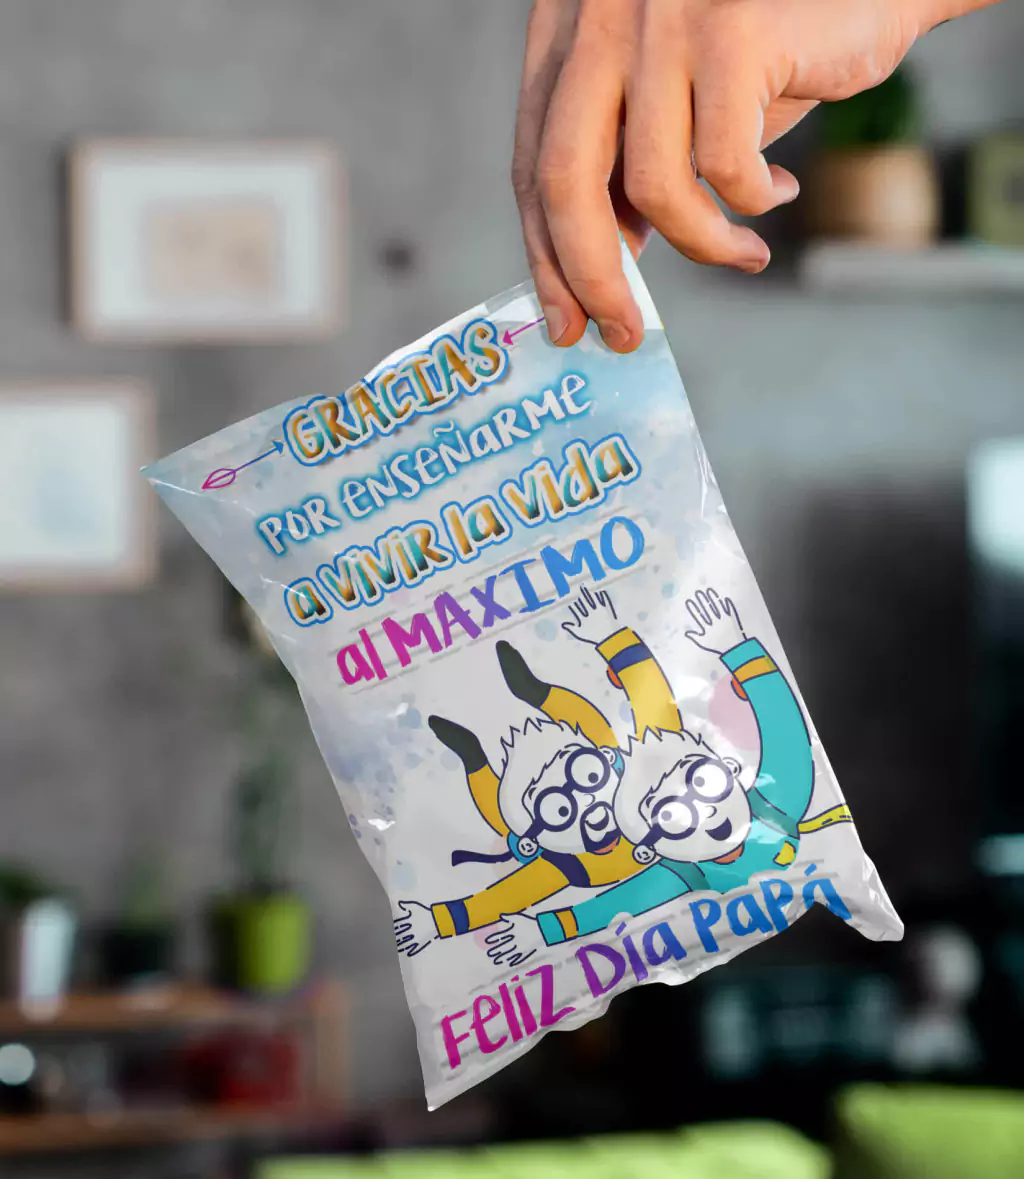 GRACIAS
POR ENSEÑARME
a VIVIR la Vida
al MAXIMO
Feliz Día Papá